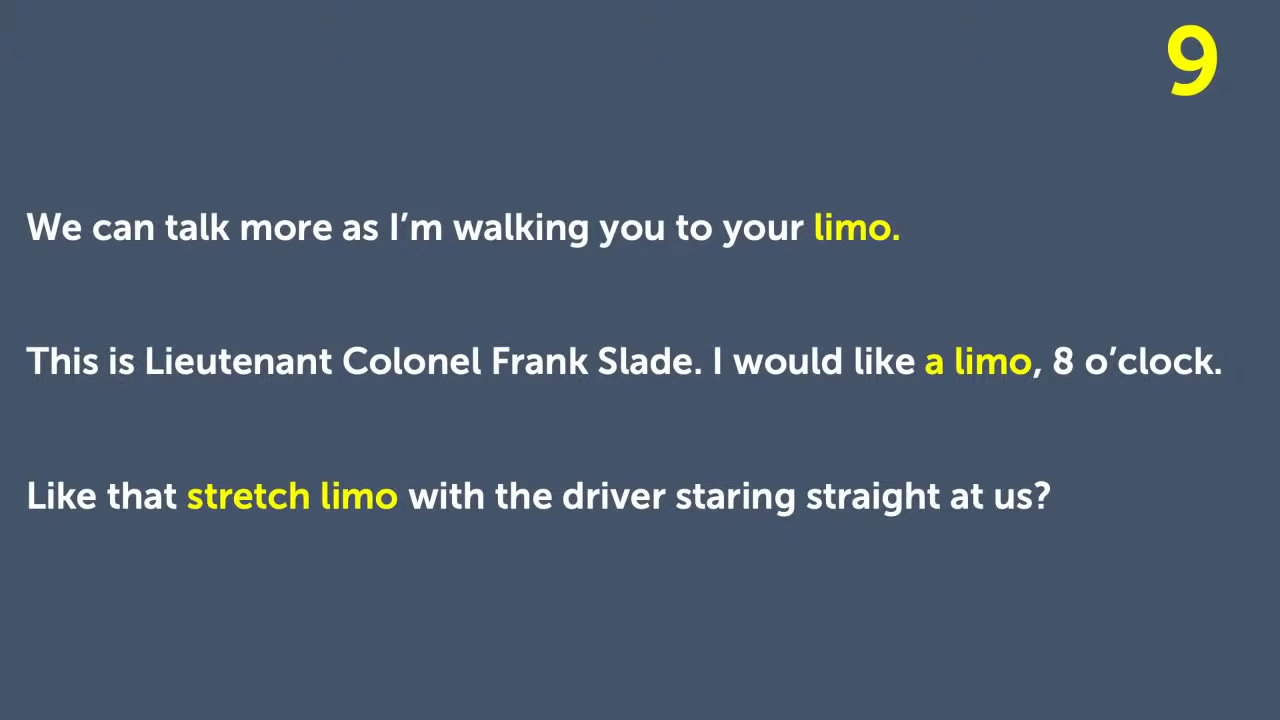 9
We can talk more as I’m walking you to your limo.
This is Lieutenant Colonel Frank Slade. I would like a limo, 8 o’clock.
Like that stretch limo with the driver staring straight at us?